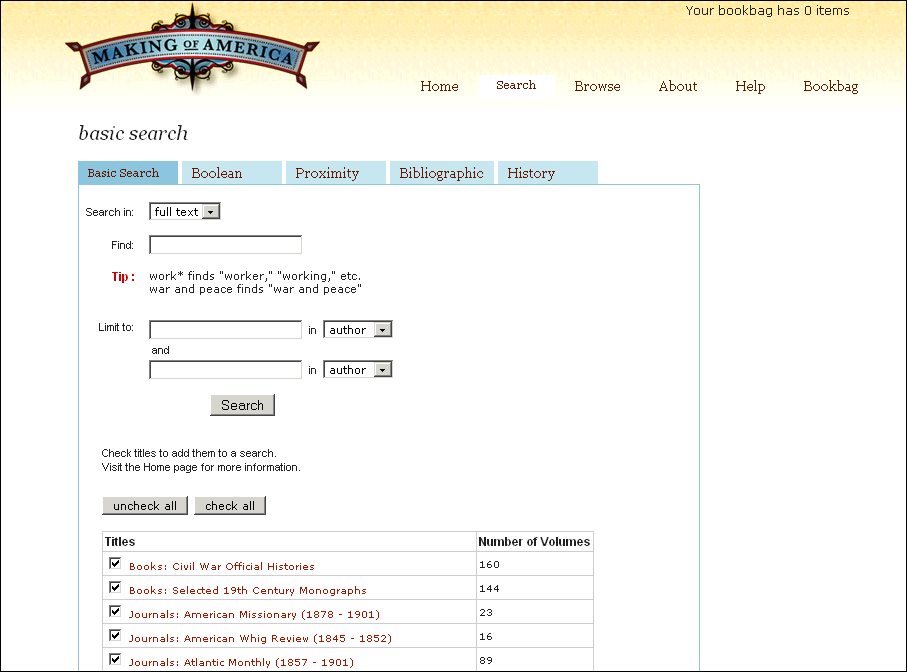 Your bookbag has 0 items
MAKING OF AMERICA
Home Search Browse About Help Bookbag
basic search
Basic Search Boolean Proximity Bibliographic History
Search in: full text
Find:
Tip : work* finds "worker," "working," etc.
war and peace finds "war and peace"
Limit to: in author
and
in author
Search
Check titles to add them to a search.
Visit the Home page for more information.
uncheck all check all
Titles Number of Volumes
Books: Civil War Official Histories 160
Books: Selected 19th Century Monographs 144
Journals: American Missionary (1878 - 1901) 23
Journals: American Whig Review (1845 - 1852) 16
Journals: Atlantic Monthly (1857 - 1901) 89